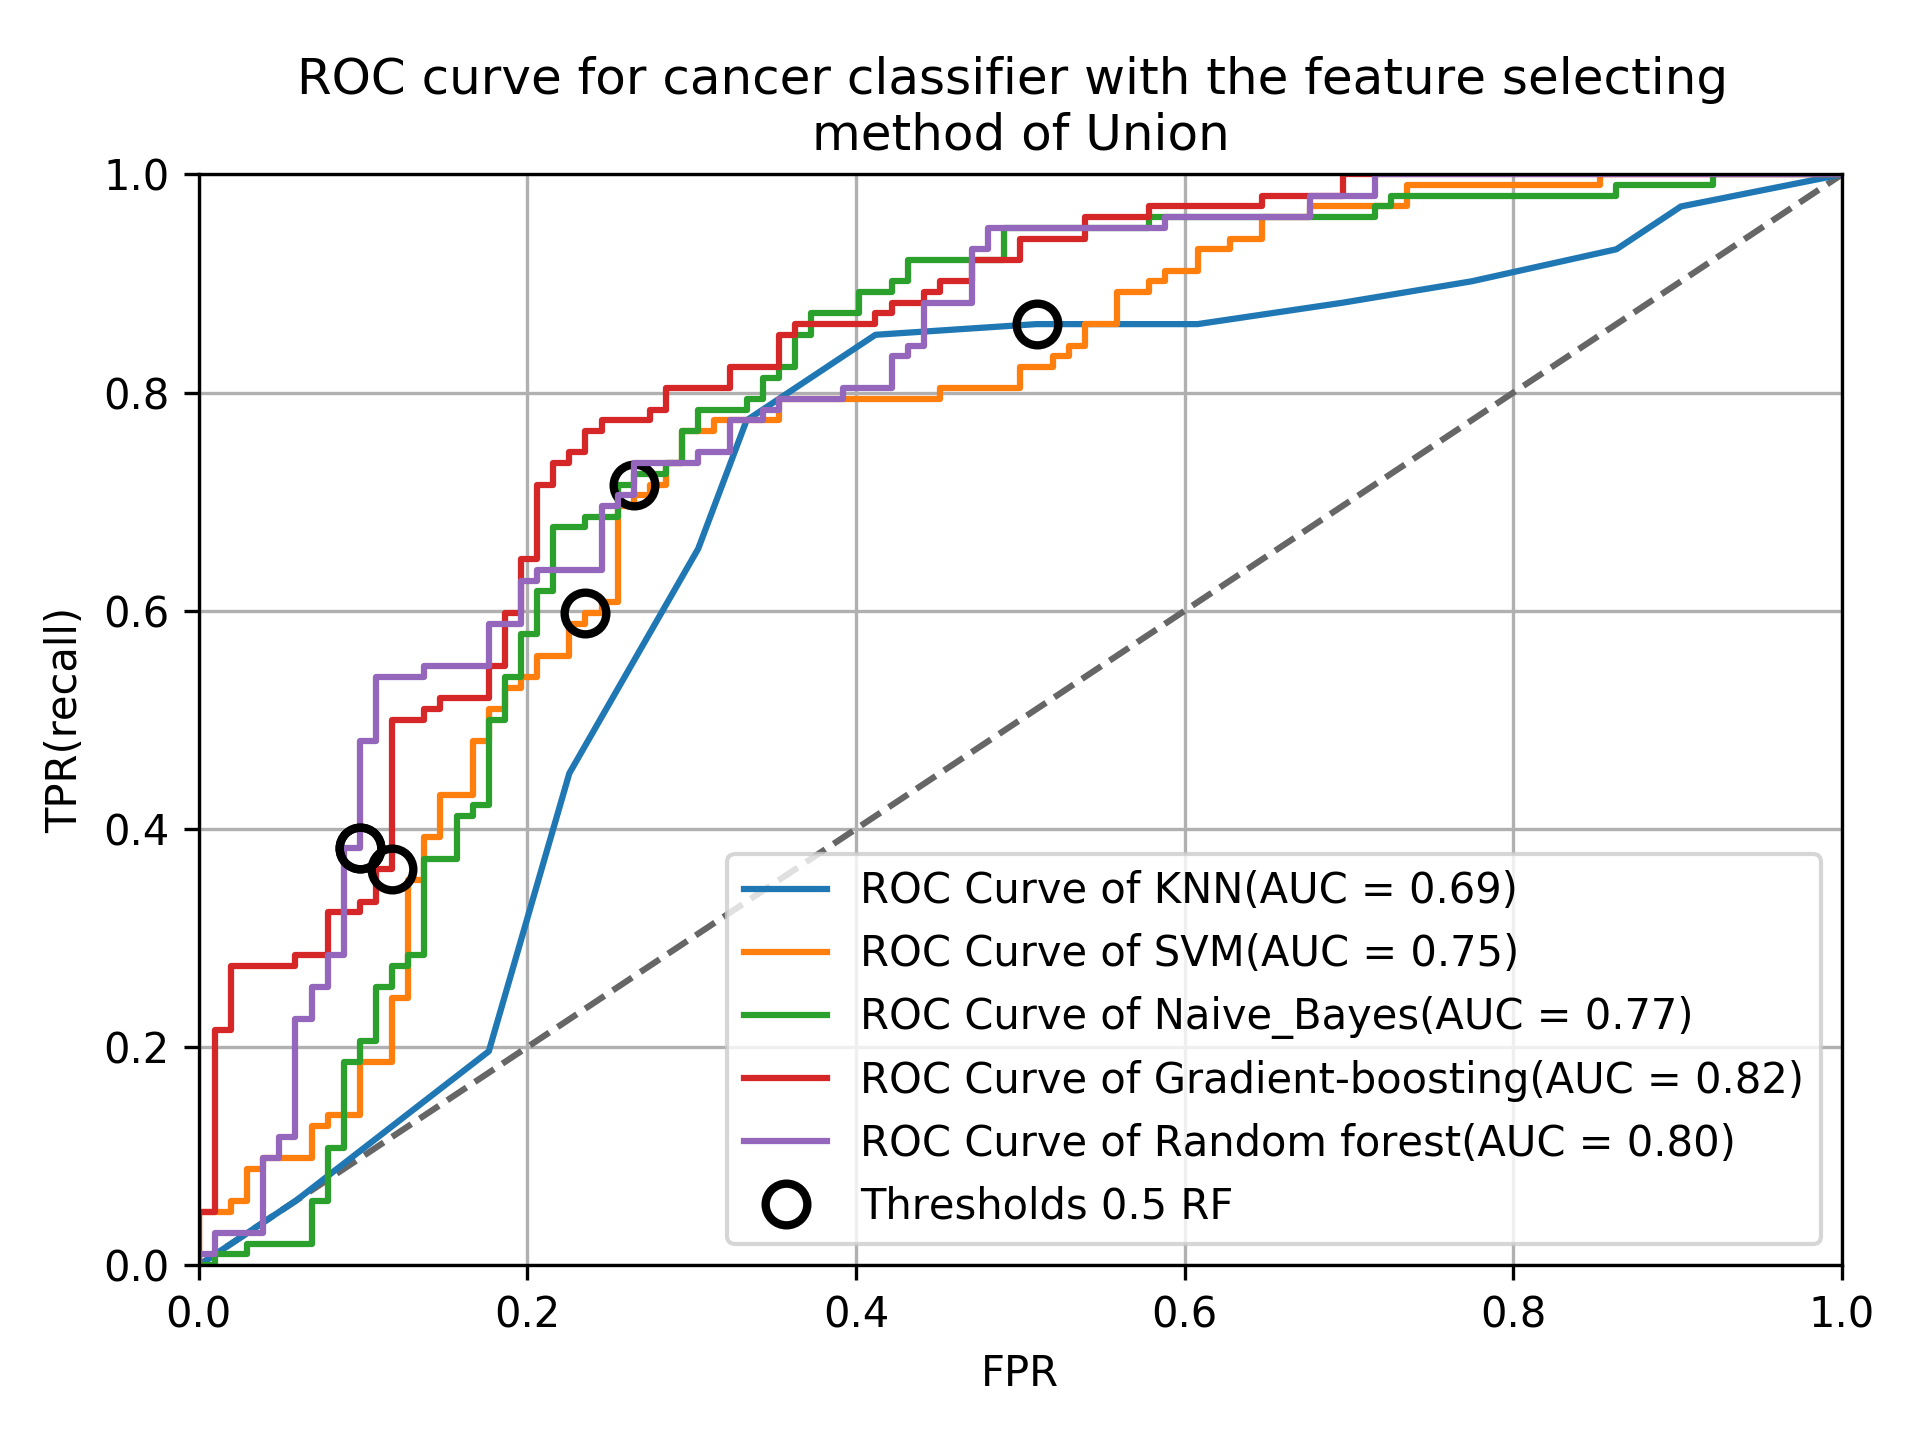 ROC curve for cancer classifier with the feature selecting
method of Union
1.0
0.8
0.6
0.4
0.2
0.0
TPR(recall)
ROC Curve of KNN(AUC = 0.69)
ROC Curve of SVM(AUC = 0.75)
ROC Curve of Naive_Bayes(AUC = 0.77)
ROC Curve of Gradient-boosting(AUC = 0.82)
ROC Curve of Random forest(AUC = 0.80)
Thresholds 0.5 RF
0.0 0.2 0.4 0.6 0.8 1.0
FPR